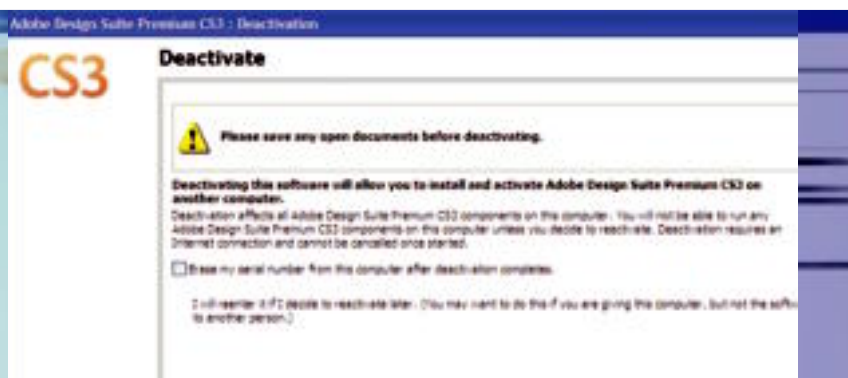 Adobe Design Suite Premium CS3 : Deactivation
CS3
Deactivate
Please save any open documents before deactivating.
Deactivating this software will allow you to install and activate Adobe Design Suite Premium CS3 on
another computer.
Deactivation affects all Adobe Design Suite Premium CS3 components on this computer. You will not be able to run any
Adobe Design Suite Premium CS3 components on this computer unless you decide to reactivate. Deactivation requires an
Internet connection and cannot be cancelled once started.
Erase my serial number from this computer after deactivation completes.
I will reenter it if I decide to reactivate later. (You may want to do this if you are giving this computer, but not the softw
to another person.)